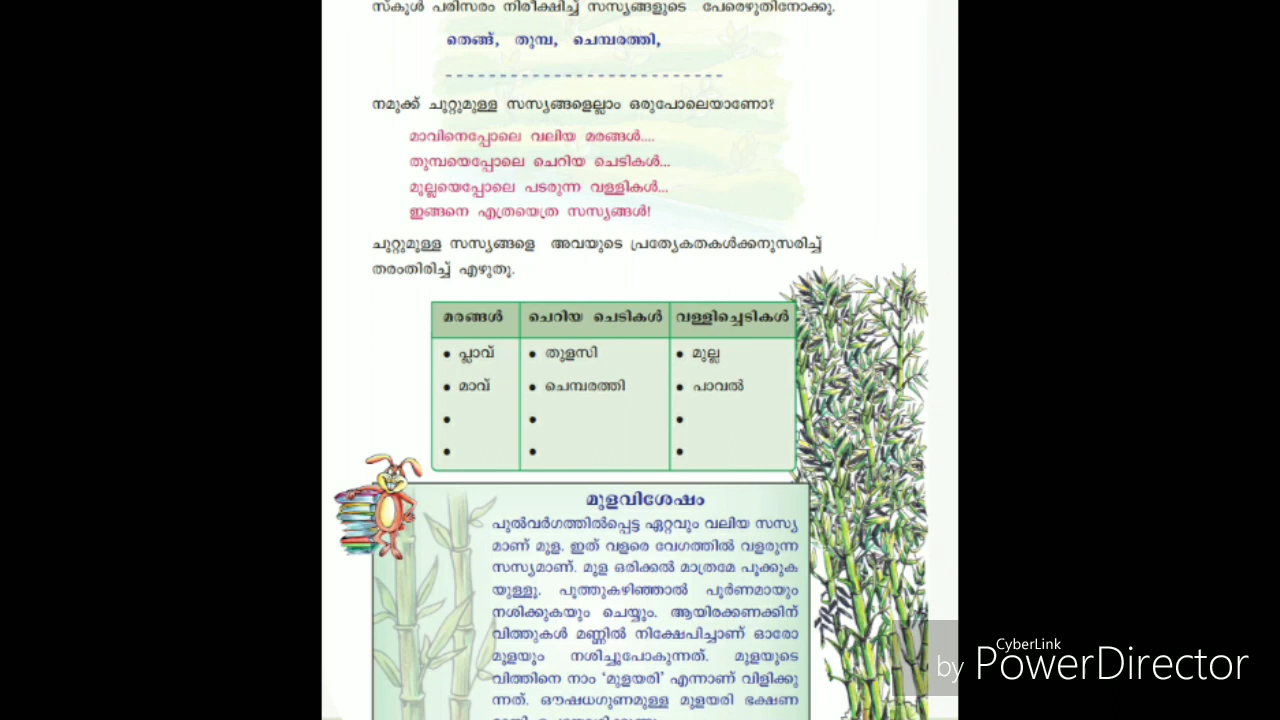 സ്കൂൾ പരിസരം നിരീക്ഷിച്ച് സസ്യങ്ങളുടെ പേരെഴുതിനോക്കൂ.
തെങ്ങ്, തുമ്പ, ചെമ്പരത്തി,
നമുക്ക് ചുറ്റുമുള്ള സസ്യങ്ങളെല്ലാം ഒരുപോലെയാണോ?
മാവിനെപ്പോലെ വലിയ മരങ്ങൾ....
തുമ്പയെപ്പോലെ ചെറിയ ചെടികൾ...
മുല്ലയെപ്പോലെ പടരുന്ന വള്ളികൾ...
ഇങ്ങനെ എത്രയെത്ര സസ്യങ്ങൾ!
ചുറ്റുമുള്ള സസ്യങ്ങളെ അവയുടെ പ്രത്യേകതകൾക്കനുസരിച്ച്
തരംതിരിച്ച് എഴുതൂ.
മരങ്ങൾ ചെറിയ ചെടികൾ വള്ളിച്ചെടികൾ
• പ്ലാവ് • തുളസി • മുല്ല
• മാവ് • ചെമ്പരത്തി • പാവൽ
മുളവിശേഷം
പുൽവർഗത്തിൽപ്പെട്ട ഏറ്റവും വലിയ സസ്യ
മാണ് മുള. ഇത് വളരെ വേഗത്തിൽ വളരുന്ന
സസ്യമാണ്. മുള ഒരിക്കൽ മാത്രമേ പൂക്കുക
യുള്ളൂ. പൂത്തുകഴിഞ്ഞാൽ പൂർണമായും
നശിക്കുകയും ചെയ്യും. ആയിരക്കണക്കിന്
വിത്തുകൾ മണ്ണിൽ നിക്ഷേപിച്ചാണ് ഓരോ
മുളയും നശിച്ചുപോകുന്നത്. മുളയുടെ
വിത്തിനെ നാം ‘മുളയരി’ എന്നാണ് വിളിക്കു
ന്നത്. ഔഷധഗുണമുള്ള മുളയരി ഭക്ഷണ
by CyberLink PowerDirector